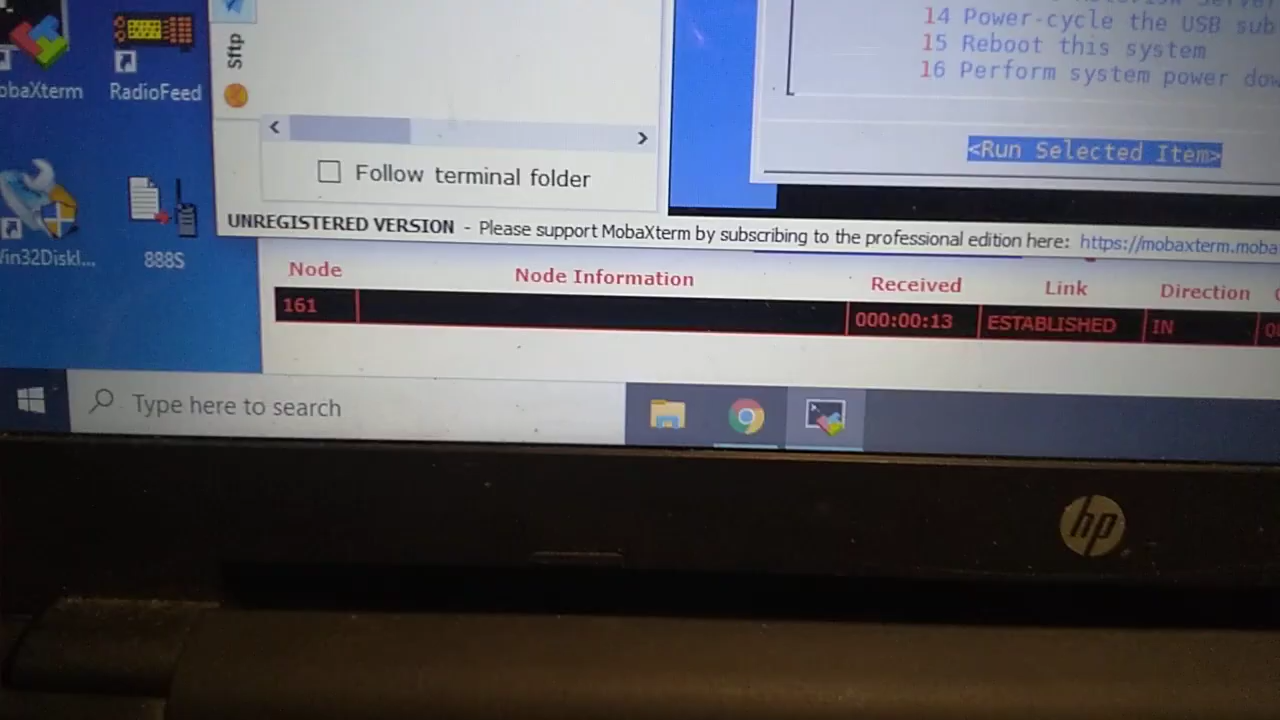 14 Power-cycle the USB sub
15 Reboot this system
16 Perform system power dow
<Run Selected Item>
obaXterm
RadioFeed
Sftp
Follow terminal folder
Win32DiskI...
888S
UNREGISTERED VERSION - Please support MobaXterm by subscribing to the professional edition here: https://mobaxterm.moba
Node Node Information Received Link Direction
161 000:00:13 ESTABLISHED IN
Type here to search
hp